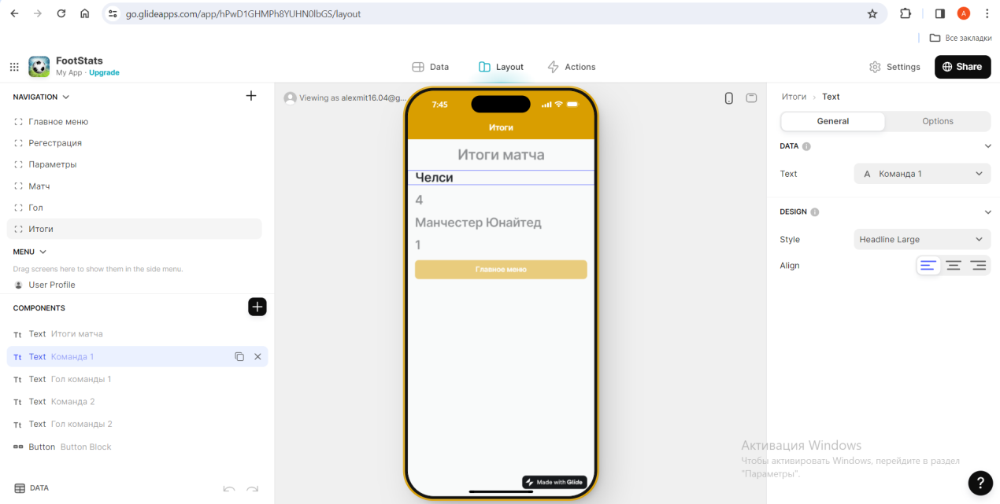 go.glideapps.com/app/hPwD1GHMPh8YUHN0lbGS/layout
A
Все закладки
FootStats
My App · Upgrade
Data
Layout
Actions
Settings
Share
NAVIGATION
Главное меню
Регестрация
Параметры
Матч
Гол
Итоги
MENU
Drag screens here to show them in the side menu.
User Profile
COMPONENTS
Tt Text Итоги матча
Tt Text Команда 1
Tt Text Гол команды 1
Tt Text Команда 2
Tt Text Гол команды 2
Button Button Block
DATA
Viewing as alexmit16.04@g...
7:45
Итоги
Итоги матча
Челси
4
Манчестер Юнайтед
1
Главное меню
Made with Glide
Итоги › Text
General
Options
DATA
Text
A Команда 1
DESIGN
Style
Headline Large
Align
Активация Windows
Чтобы активировать Windows, перейдите в раздел
"Параметры".
?